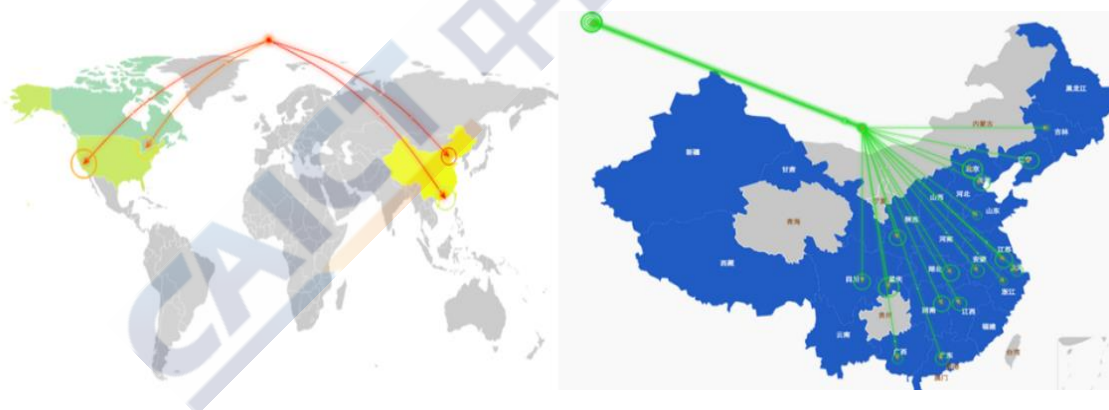 CAICT 中
黑龙江
内蒙古
吉林
新疆
辽宁
北京
甘肃
河北
山西
宁夏
山东
青海
陕西
河南
江苏
西藏
安徽
四川
湖北
重庆
浙江
湖南
江西
贵州
福建
云南
台湾
广西
广东
澳门